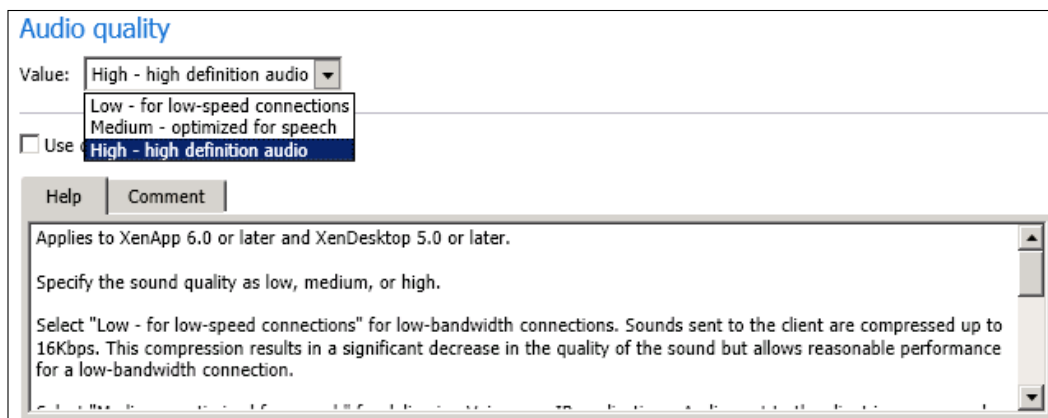 Audio quality
Value: High - high definition audio
Low - for low-speed connections
Medium - optimized for speech
Use
High - high definition audio
Help Comment
Applies to XenApp 6.0 or later and XenDesktop 5.0 or later.
Specify the sound quality as low, medium, or high.
Select "Low - for low-speed connections" for low-bandwidth connections. Sounds sent to the client are compressed up to
16Kbps. This compression results in a significant decrease in the quality of the sound but allows reasonable performance
for a low-bandwidth connection.